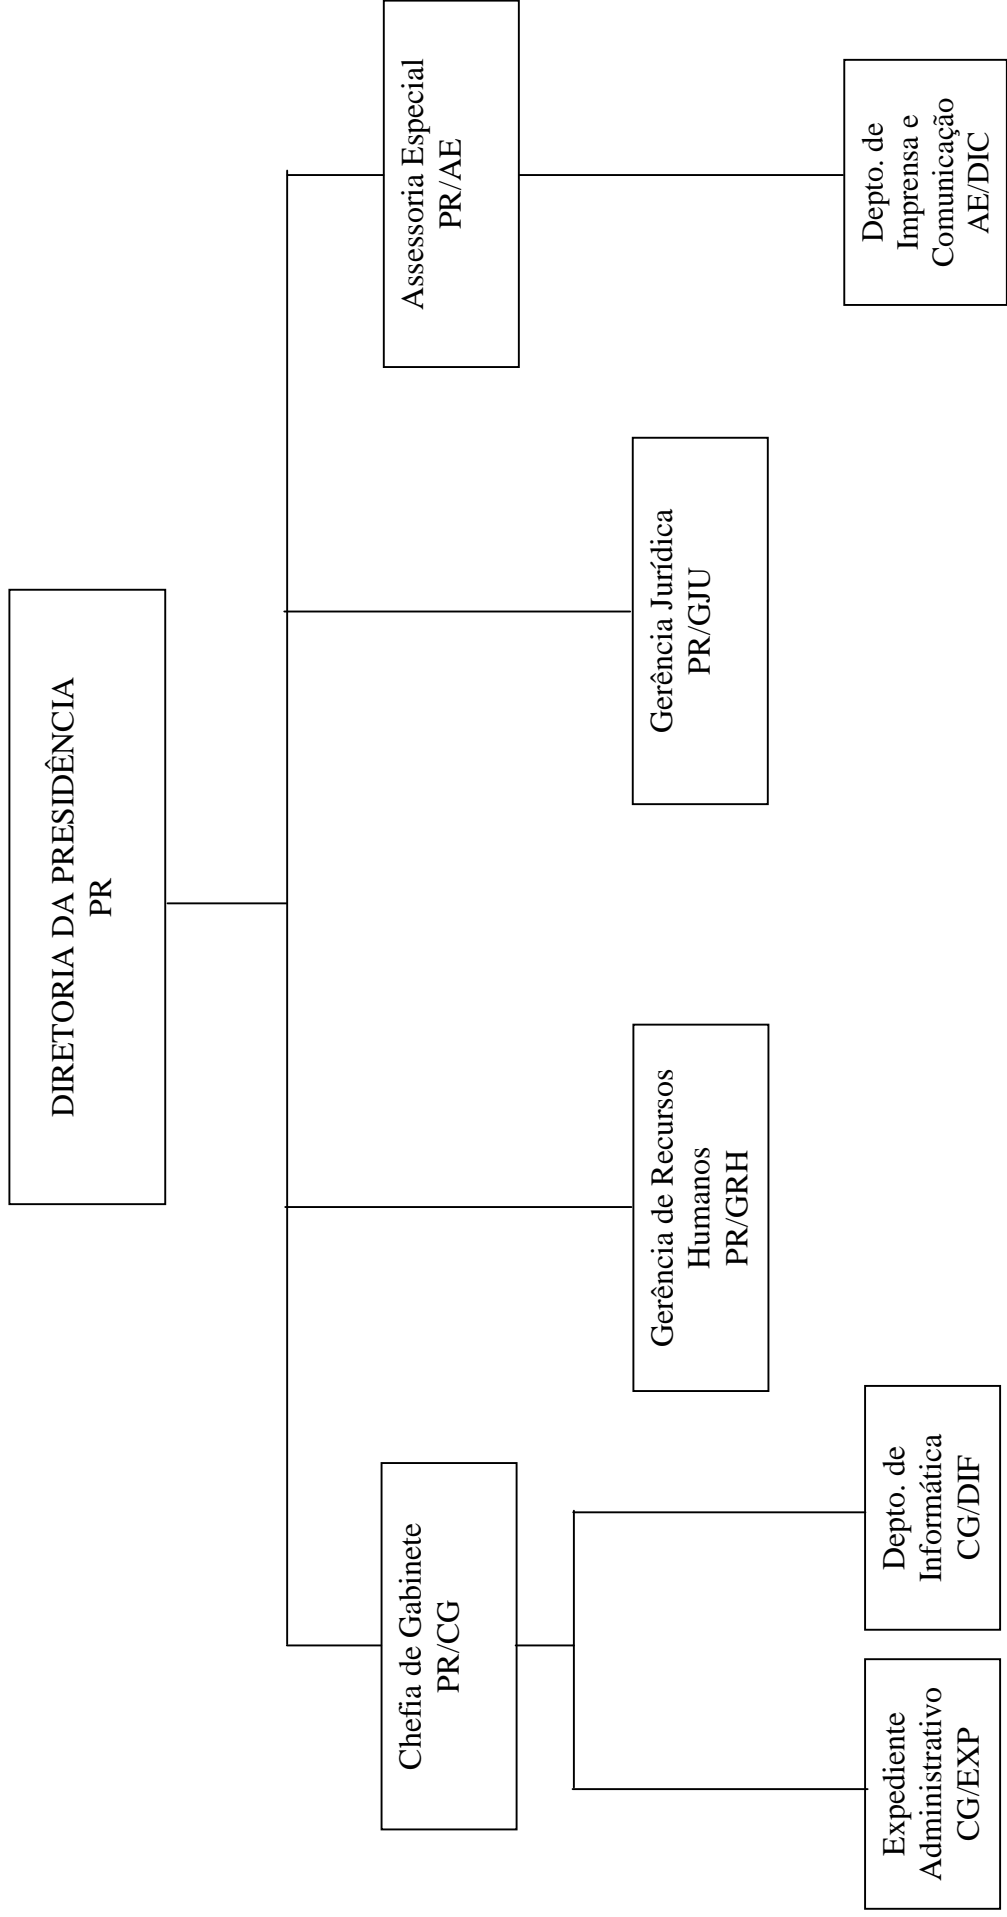 DIRETORIA DA PRESIDÊNCIA
PR
Chefia de Gabinete
PR/CG
Assessoria Especial
PR/AE
Gerência de Recursos
Humanos
PR/GRH
Gerência Jurídica
PR/GJU
Expediente
Administrativo
CG/EXP
Depto. de
Informática
CG/DIF
Depto. de
Imprensa e
Comunicação
AE/DIC